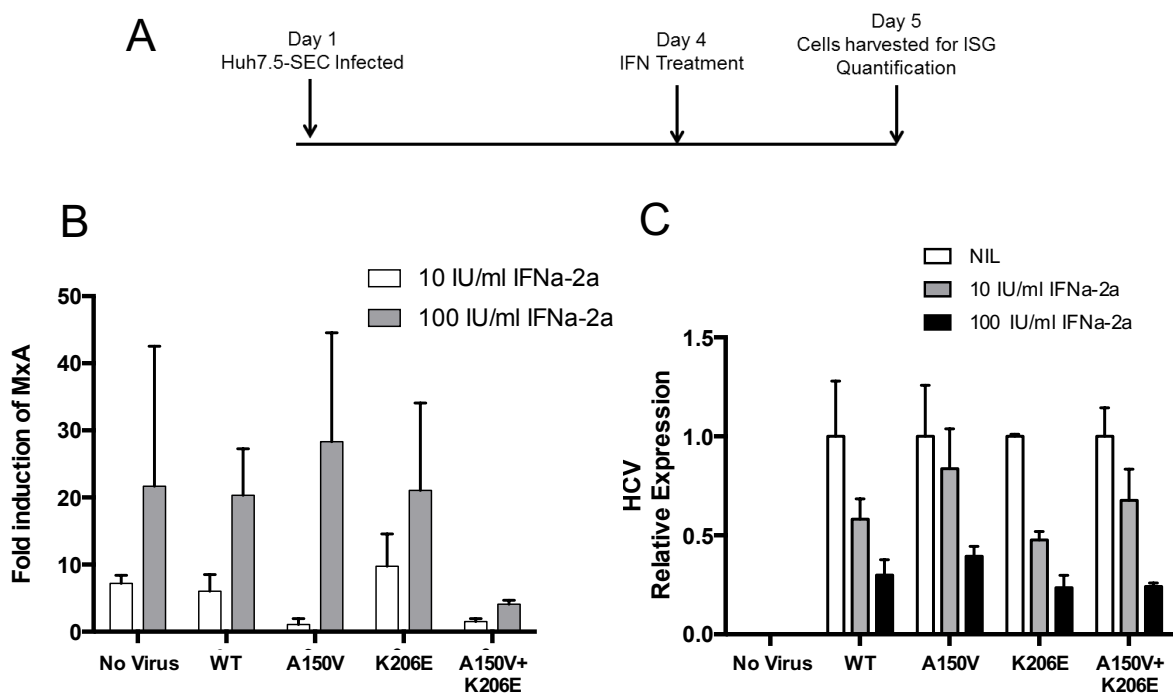 A
Day 1
Huh7.5-SEC Infected
Day 4
IFN Treatment
Day 5
Cells harvested for ISG
Quantification
B
10 IU/ml IFNa-2a
100 IU/ml IFNa-2a
Fold induction of MxA
50
40
30
20
10
0
No Virus
WT
A150V
K206E
A150V+
K206E
C
NIL
10 IU/ml IFNa-2a
100 IU/ml IFNa-2a
HCV
Relative Expression
1.5
1.0
0.5
0.0
No Virus
WT
A150V
K206E
A150V+
K206E